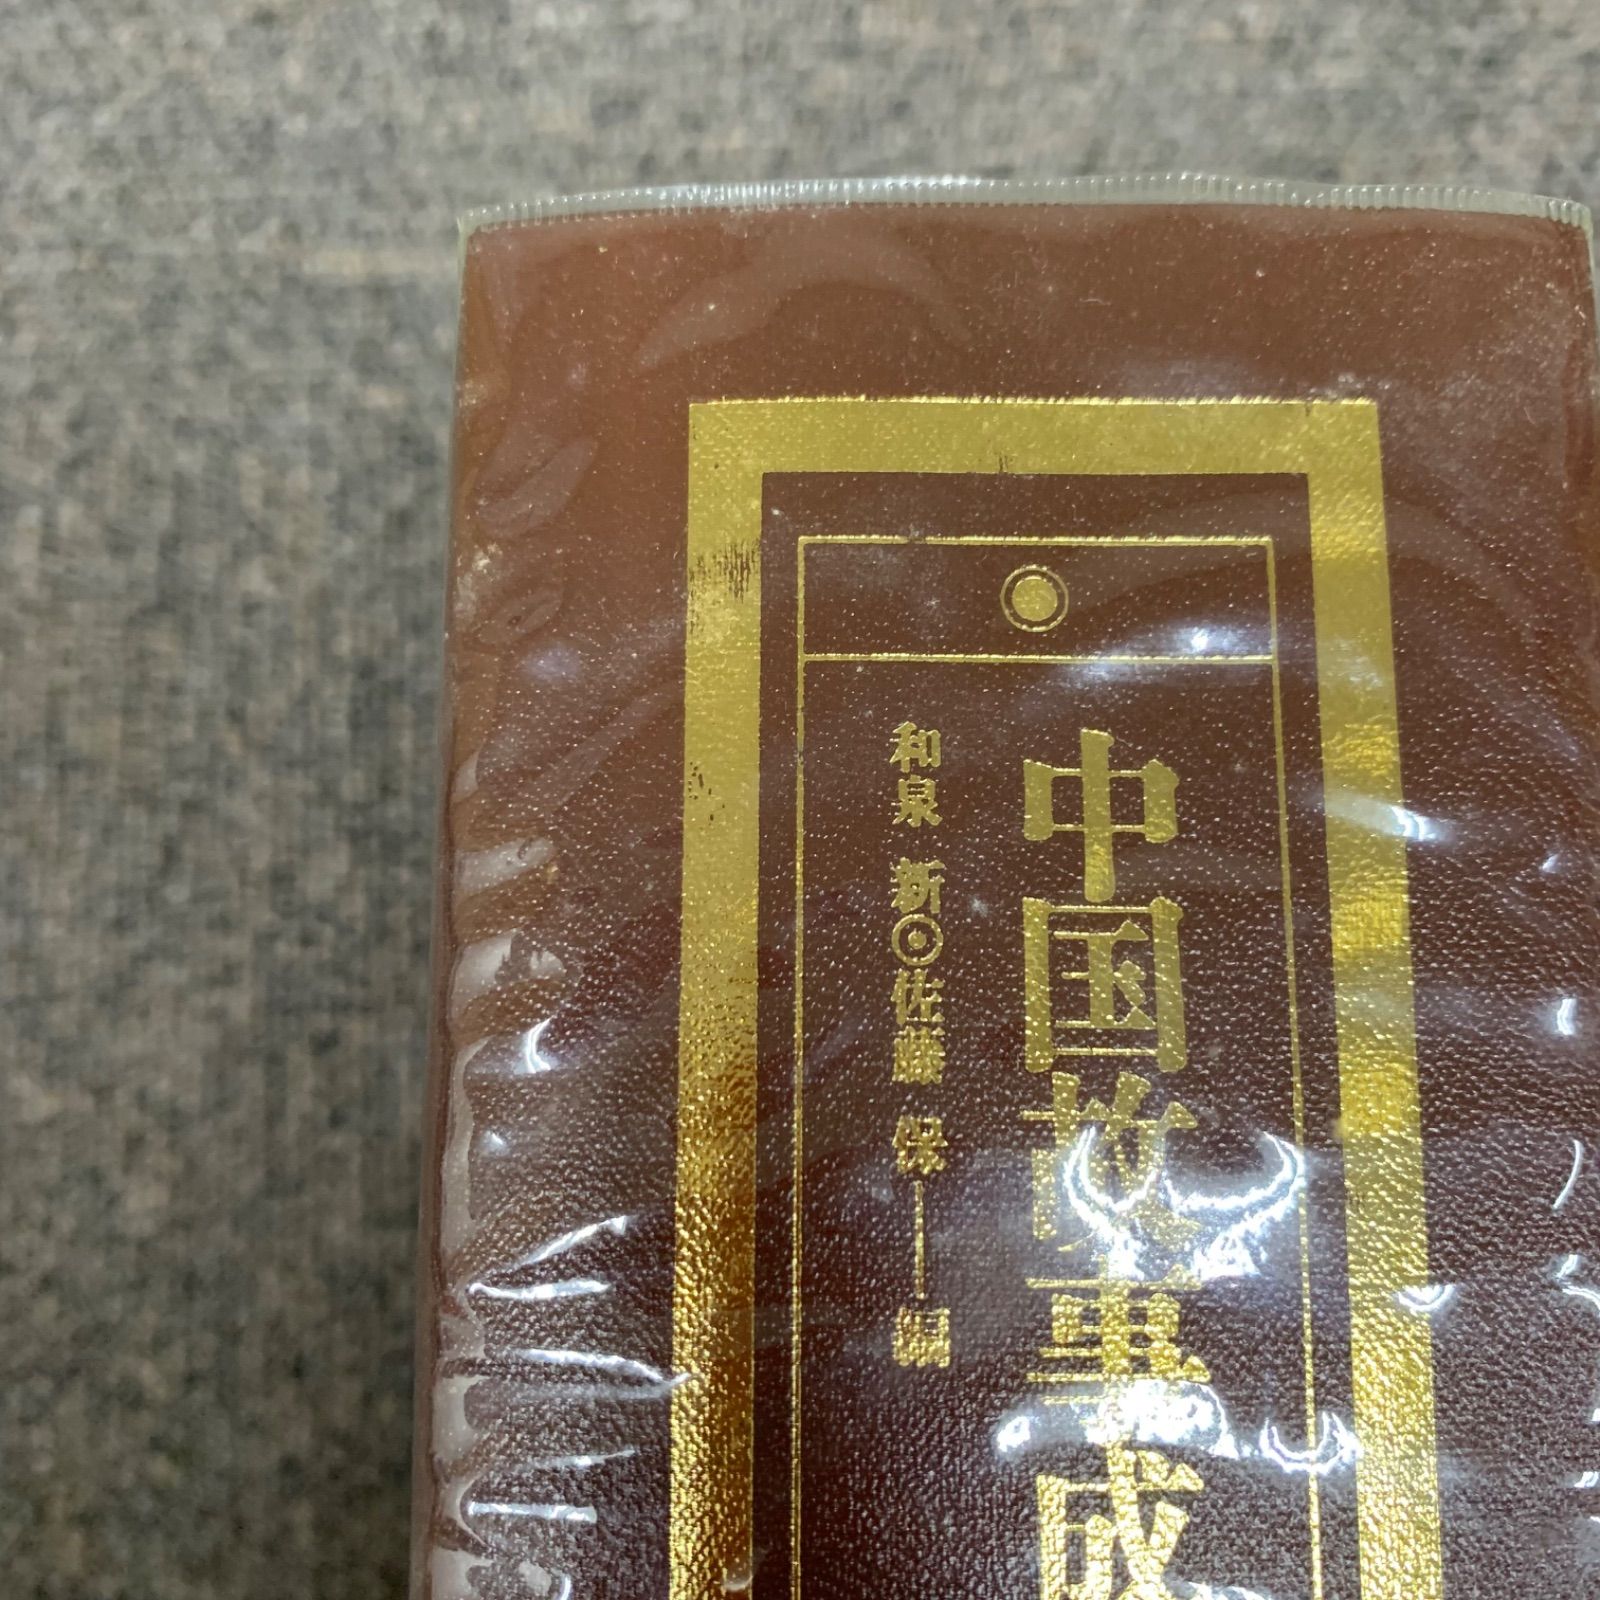 中国故事成
和泉 新◉佐藤 保——編